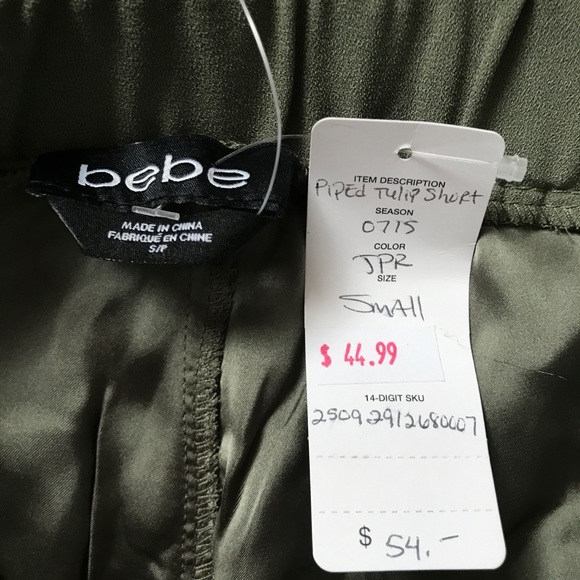 bebe
MADE IN CHINA
FABRIQUÉ EN CHINE
S/P
ITEM DESCRIPTION
PIPEd Tulip Short
SEASON
0715
COLOR
JPR
SIZE
SmAll
$ 44.99
14-DIGIT SKU
25092912680007
$ 54.-